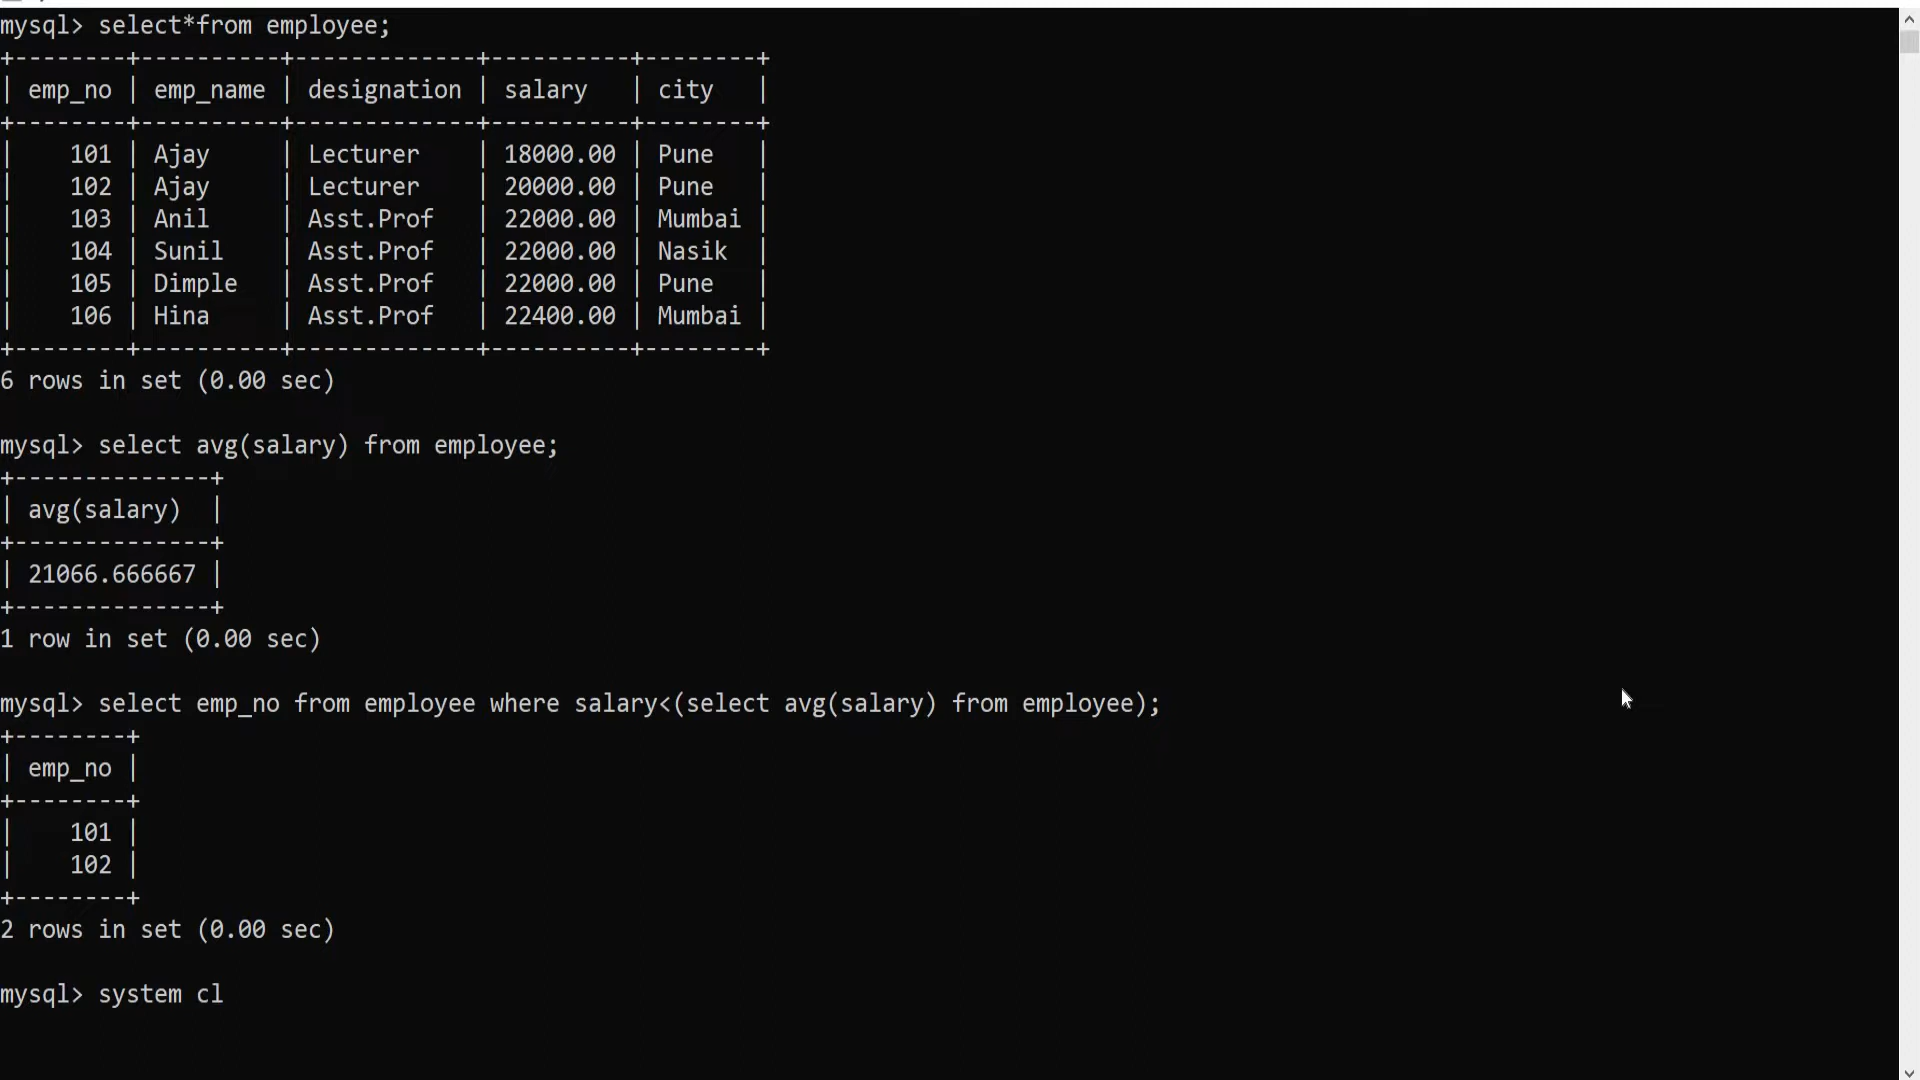 mysql> select*from employee;
+--------+----------+-------------+----------+--------+
| emp_no | emp_name | designation | salary   | city   |
+--------+----------+-------------+----------+--------+
|    101 | Ajay     | Lecturer    | 18000.00 | Pune   |
|    102 | Ajay     | Lecturer    | 20000.00 | Pune   |
|    103 | Anil     | Asst.Prof   | 22000.00 | Mumbai |
|    104 | Sunil    | Asst.Prof   | 22000.00 | Nasik  |
|    105 | Dimple   | Asst.Prof   | 22000.00 | Pune   |
|    106 | Hina     | Asst.Prof   | 22400.00 | Mumbai |
+--------+----------+-------------+----------+--------+
6 rows in set (0.00 sec)

mysql> select avg(salary) from employee;
+--------------+
| avg(salary)  |
+--------------+
| 21066.666667 |
+--------------+
1 row in set (0.00 sec)

mysql> select emp_no from employee where salary<(select avg(salary) from employee);
+--------+
| emp_no |
+--------+
|    101 |
|    102 |
+--------+
2 rows in set (0.00 sec)

mysql> system cl